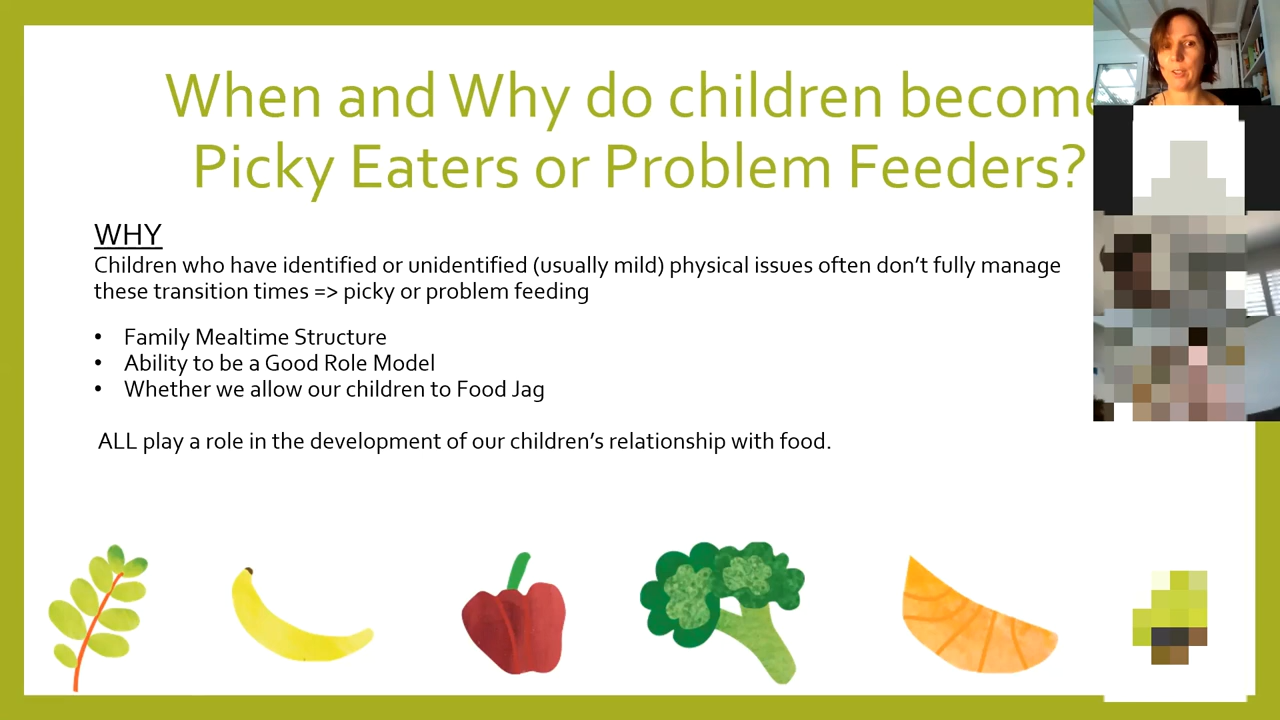 When and Why do children become
Picky Eaters or Problem Feeders?
WHY
Children who have identified or unidentified (usually mild) physical issues often don’t fully manage
these transition times => picky or problem feeding
• Family Mealtime Structure
• Ability to be a Good Role Model
• Whether we allow our children to Food Jag
ALL play a role in the development of our children’s relationship with food.